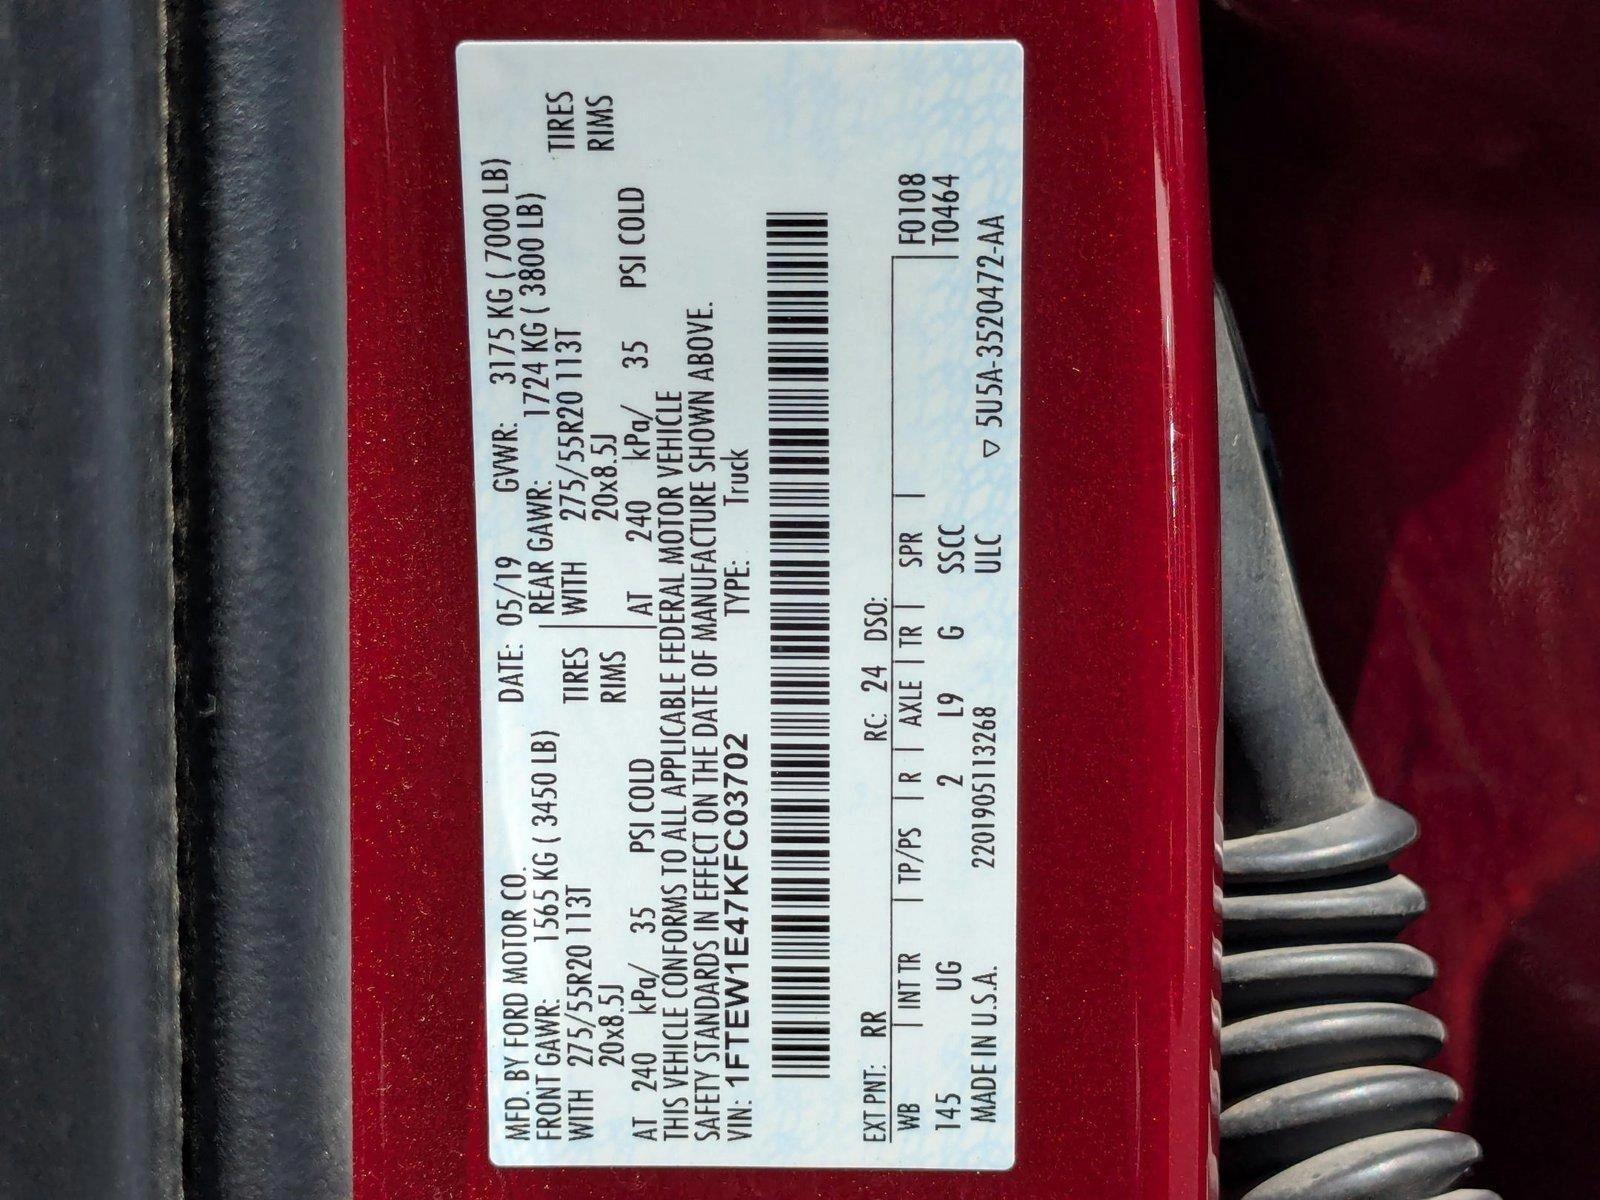 MFD. BY FORD MOTOR CO. DATE: 05/19 GVWR: 3175 KG ( 7000 LB)
FRONT GAWR: 1565 KG ( 3450 LB) REAR GAWR: 1724 KG ( 3800 LB)
WITH 275/55R20 113T TIRES WITH 275/55R20 113T TIRES
20x8.5J RIMS 20x8.5J RIMS
AT 240 kPa/ 35 PSI COLD AT 240 kPa/ 35 PSI COLD
THIS VEHICLE CONFORMS TO ALL APPLICABLE FEDERAL MOTOR VEHICLE
SAFETY STANDARDS IN EFFECT ON THE DATE OF MANUFACTURE SHOWN ABOVE.
VIN: 1FTEW1E47KFC03702 TYPE: Truck
EXT PNT: RR RC: 24 DSO:
WB INT TR TP/PS R AXLE TR SPR F0108
T0464
145 UG 2 L9 G SSCC
MADE IN U.S.A. 2201905113268 ULC ▽ 5U5A-3520472-AA